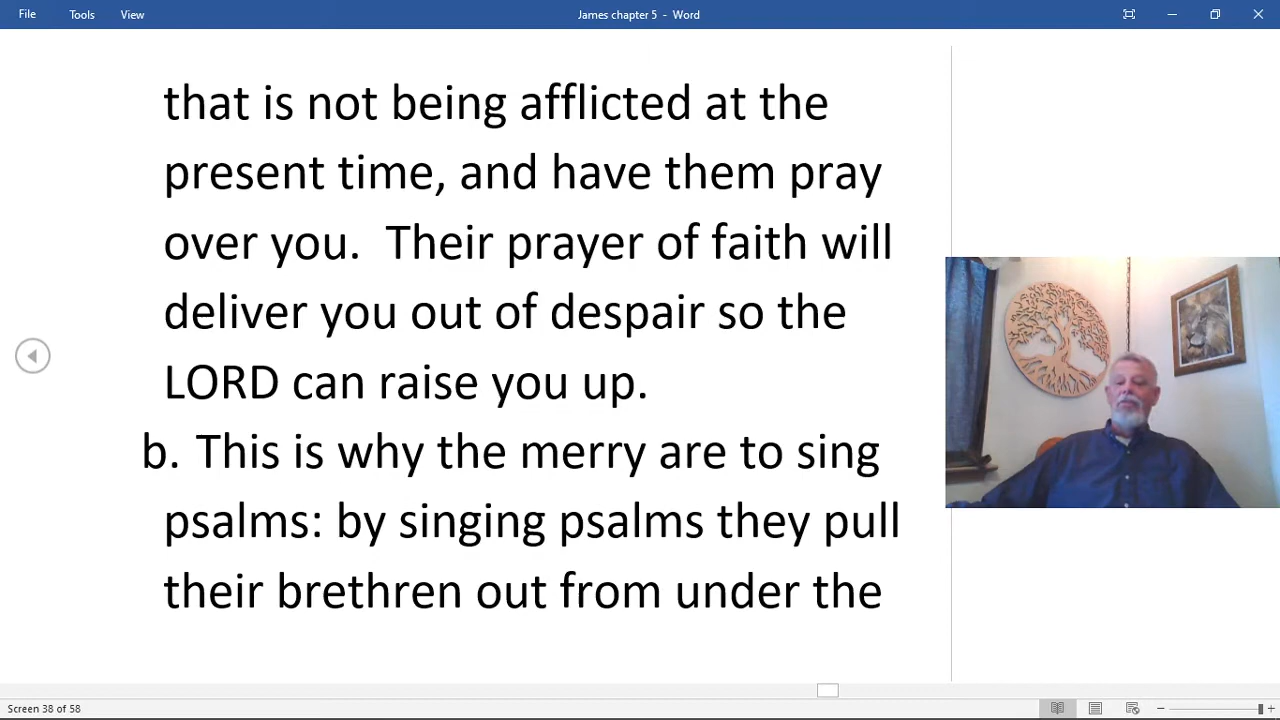 File Tools View James chapter 5 - Word
that is not being afflicted at the
present time, and have them pray
over you.  Their prayer of faith will
deliver you out of despair so the
LORD can raise you up.
b. This is why the merry are to sing
psalms: by singing psalms they pull
their brethren out from under the
Screen 38 of 58